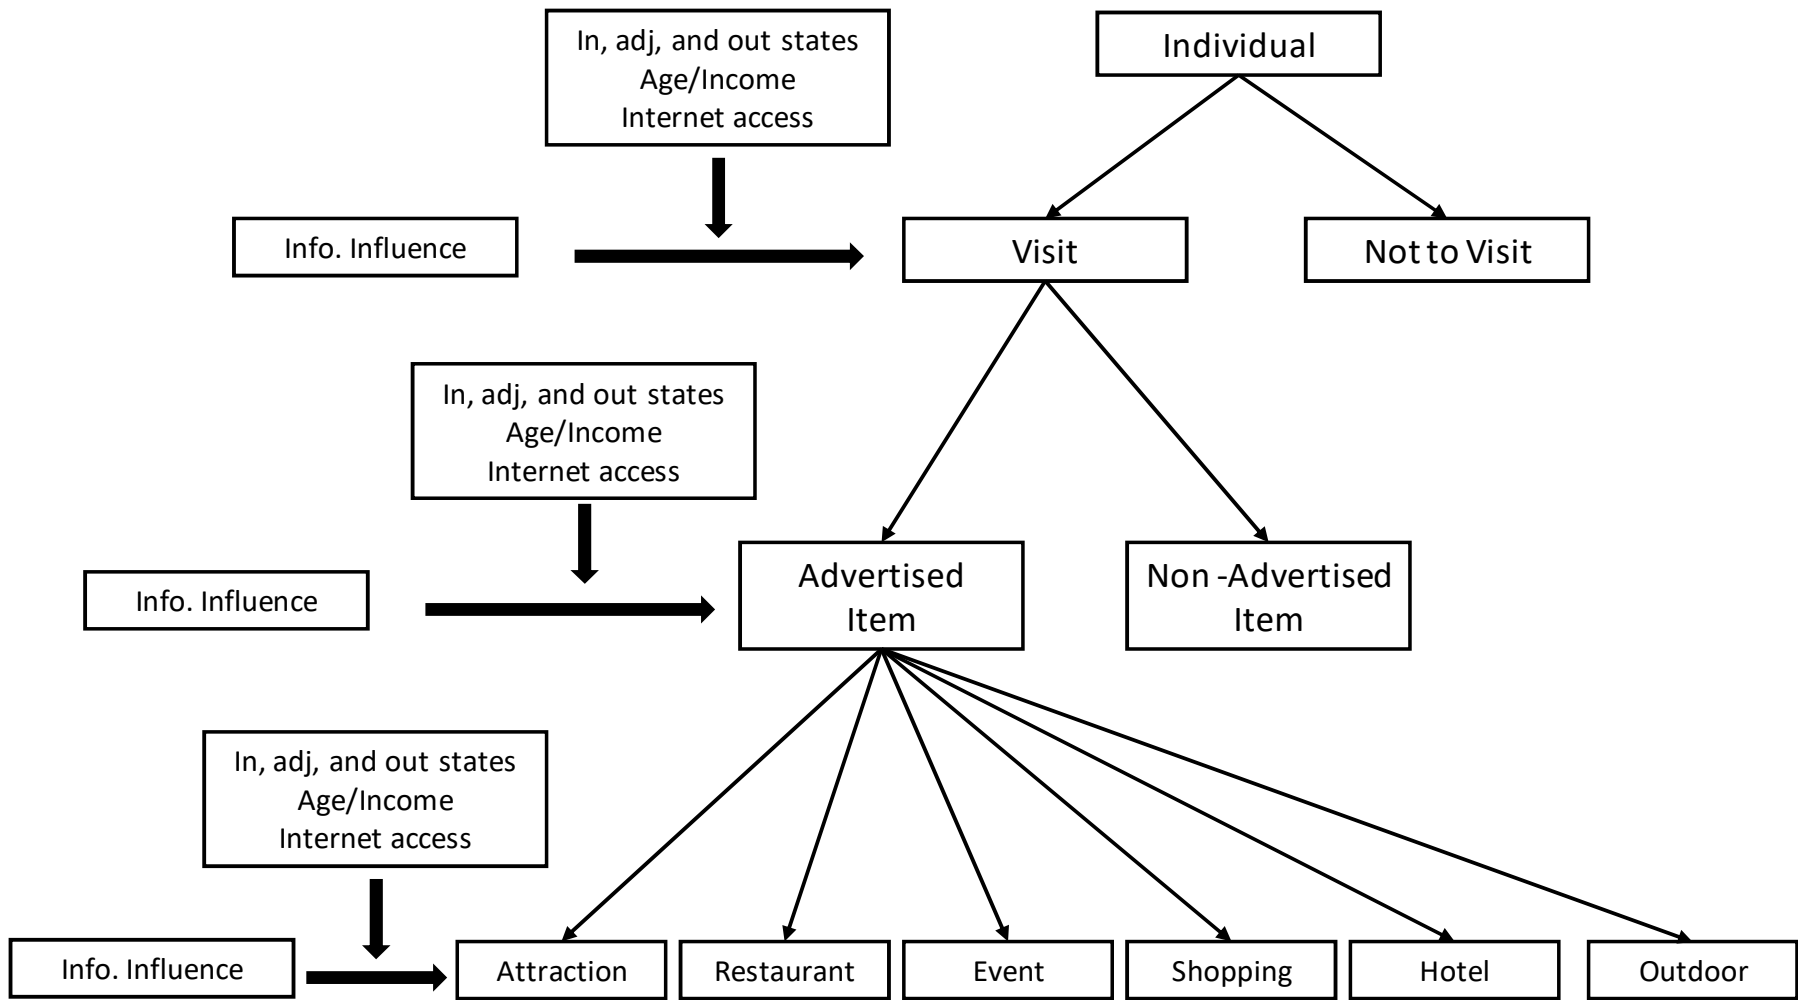 In, adj, and out states
Age/Income
Internet access
Individual
Info. Influence
Visit
Not to Visit
In, adj, and out states
Age/Income
Internet access
Info. Influence
Advertised
Item
Non -Advertised
Item
In, adj, and out states
Age/Income
Internet access
Info. Influence
Attraction
Restaurant
Event
Shopping
Hotel
Outdoor